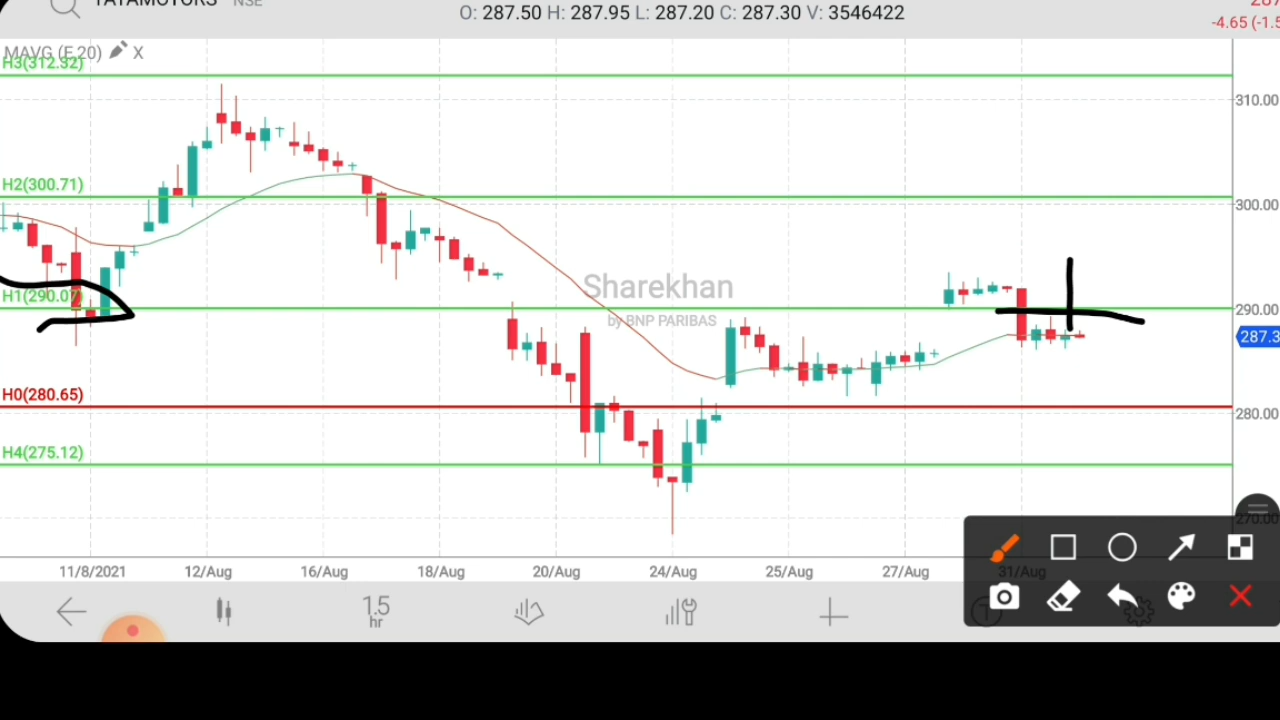 TATAMOTORS NSE
O: 287.50 H: 287.95 L: 287.20 C: 287.30 V: 3546422
-4.65
MAVG (E,20) X
H3(312.32)
310.00
H2(300.71)
300.00
Sharekhan
by BNP PARIBAS
H1(290.07)
290.00
287.3
H0(280.65)
280.00
H4(275.12)
270.00
11/8/2021 12/Aug 16/Aug 18/Aug 20/Aug 24/Aug 25/Aug 27/Aug 31/Aug
1.5
hr